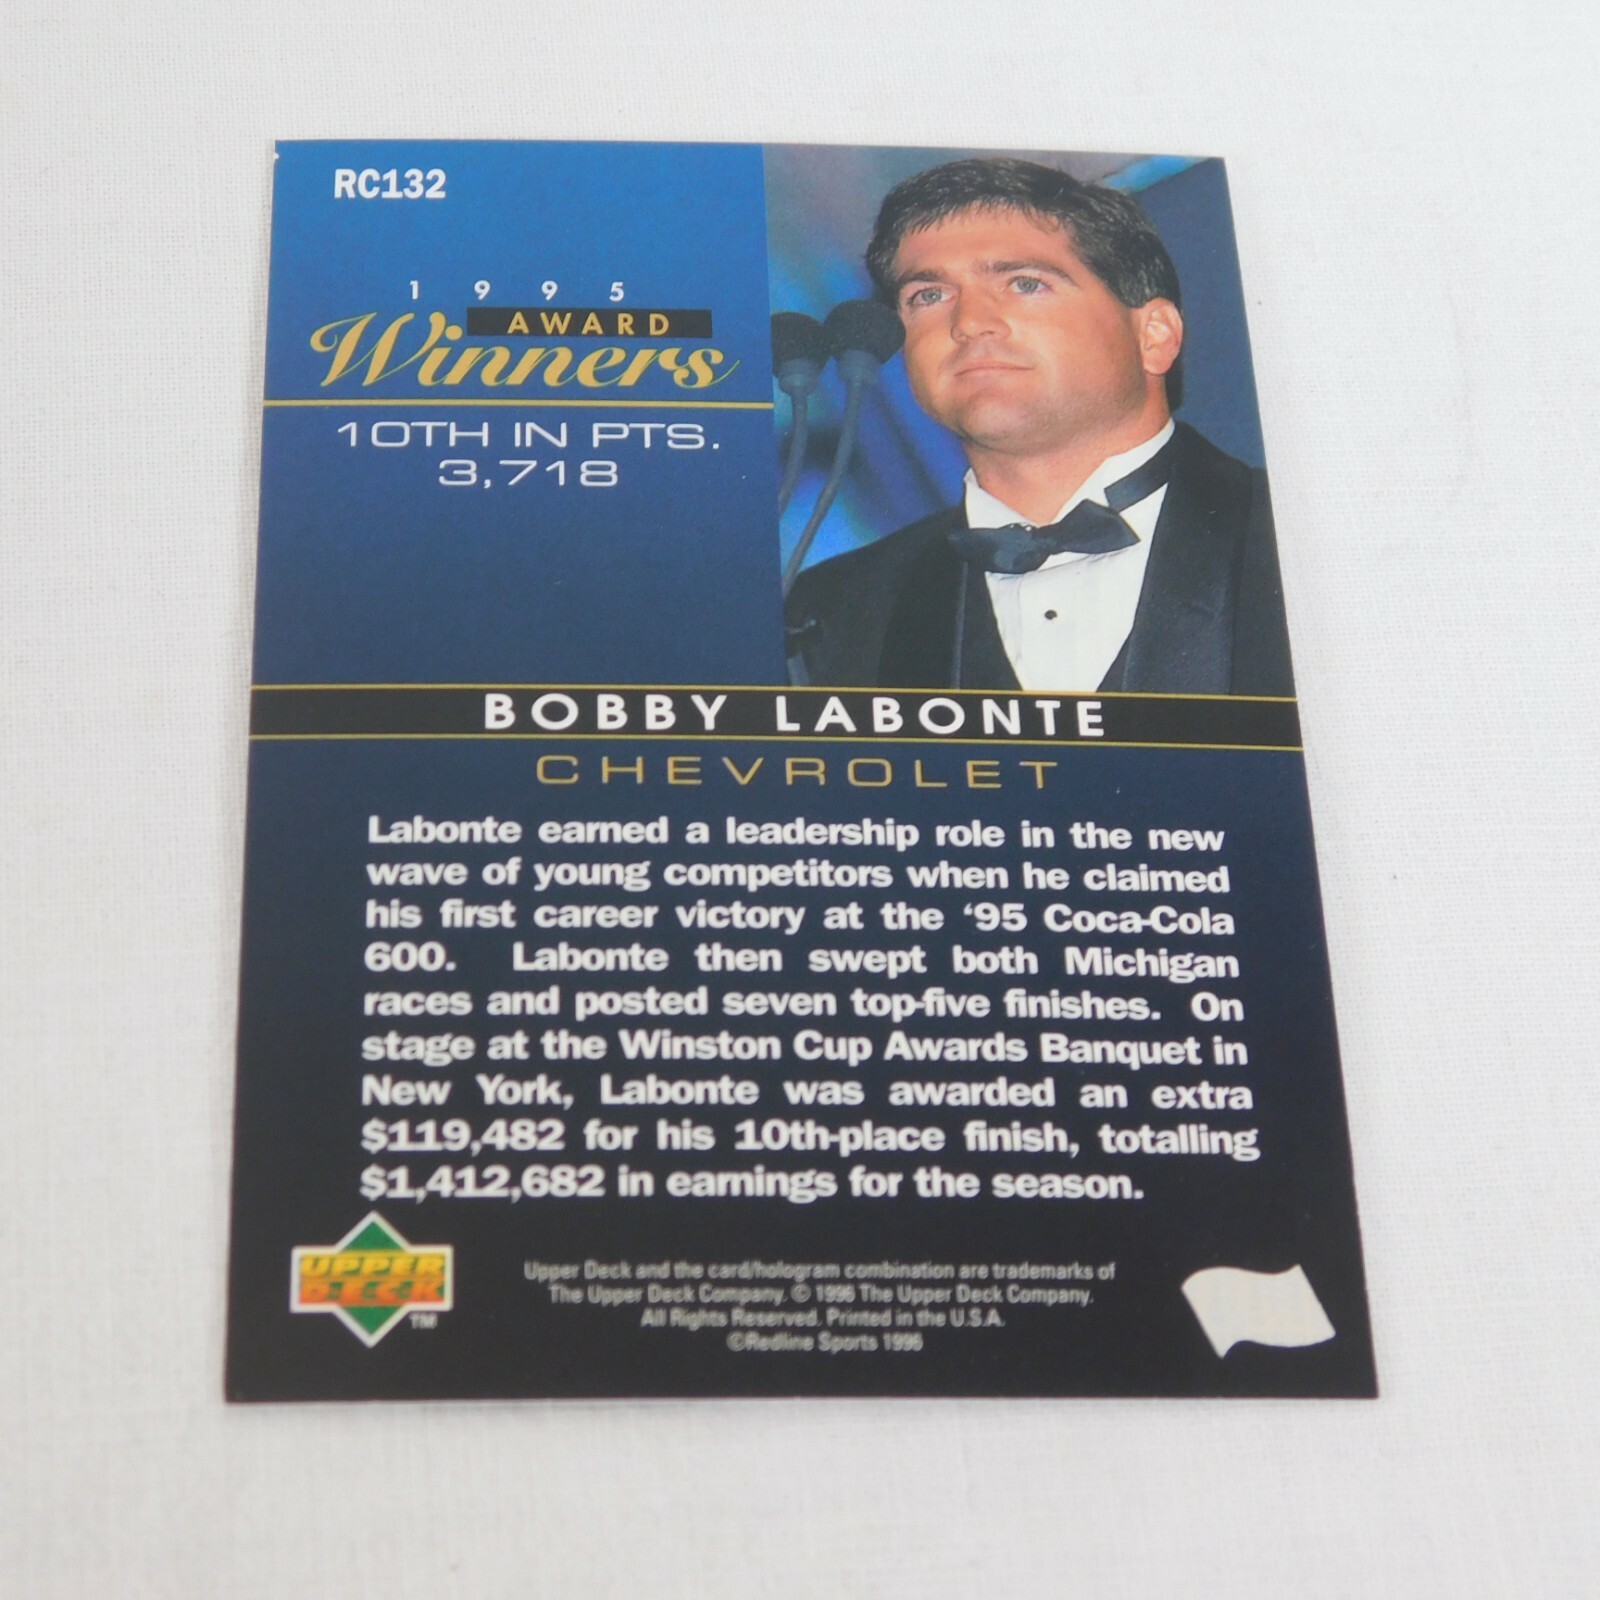 RC132
1995
AWARD
Winners
10TH IN PTS.
3,718
BOBBY LABONTE
CHEVROLET
Labonte earned a leadership role in the new
wave of young competitors when he claimed
his first career victory at the ‘95 Coca-Cola
600. Labonte then swept both Michigan
races and posted seven top-five finishes. On
stage at the Winston Cup Awards Banquet in
New York, Labonte was awarded an extra
$119,482 for his 10th-place finish, totalling
$1,412,682 in earnings for the season.
UPPER
DECK
TM
Upper Deck and the card/hologram combination are trademarks of
The Upper Deck Company. © 1996 The Upper Deck Company.
All Rights Reserved. Printed in the U.S.A.
©Redline Sports 1996